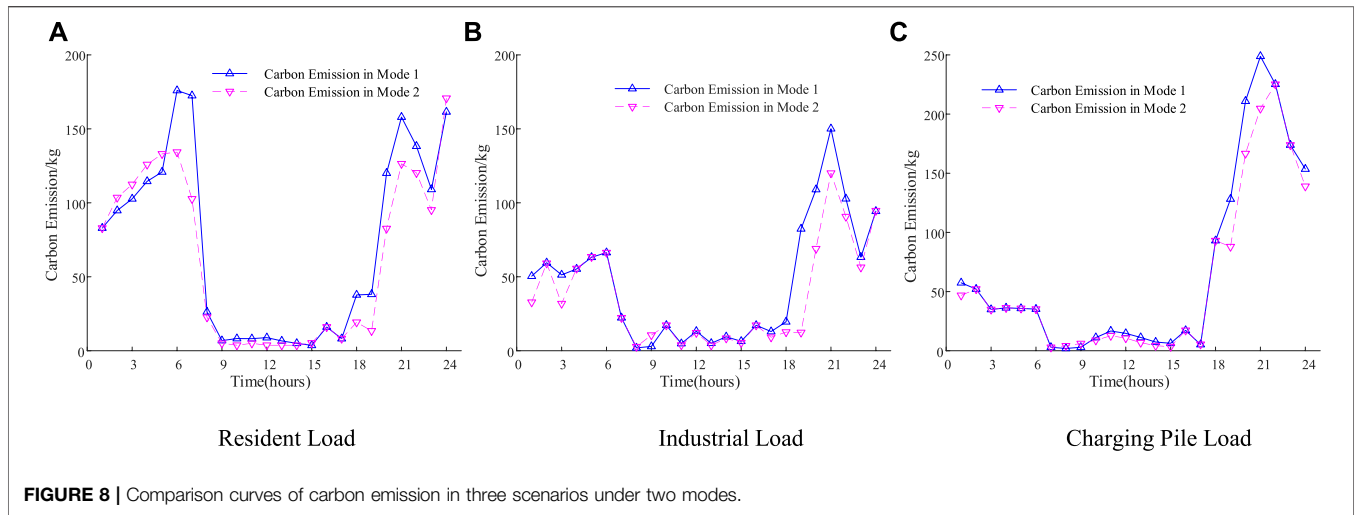 A
200
150
100
50
0
Carbon Emission/kg
Carbon Emission in Mode 1
Carbon Emission in Mode 2
0 3 6 9 12 15 18 21 24
Time(hours)
Resident Load
B
200
150
100
50
0
Carbon Emission/kg
Carbon Emission in Mode 1
Carbon Emission in Mode 2
0 3 6 9 12 15 18 21 24
Time(hours)
Industrial Load
C
250
200
150
100
50
0
Carbon Emission/kg
Carbon Emission in Mode 1
Carbon Emission in Mode 2
0 3 6 9 12 15 18 21 24
Time(hours)
Charging Pile Load
FIGURE 8 | Comparison curves of carbon emission in three scenarios under two modes.